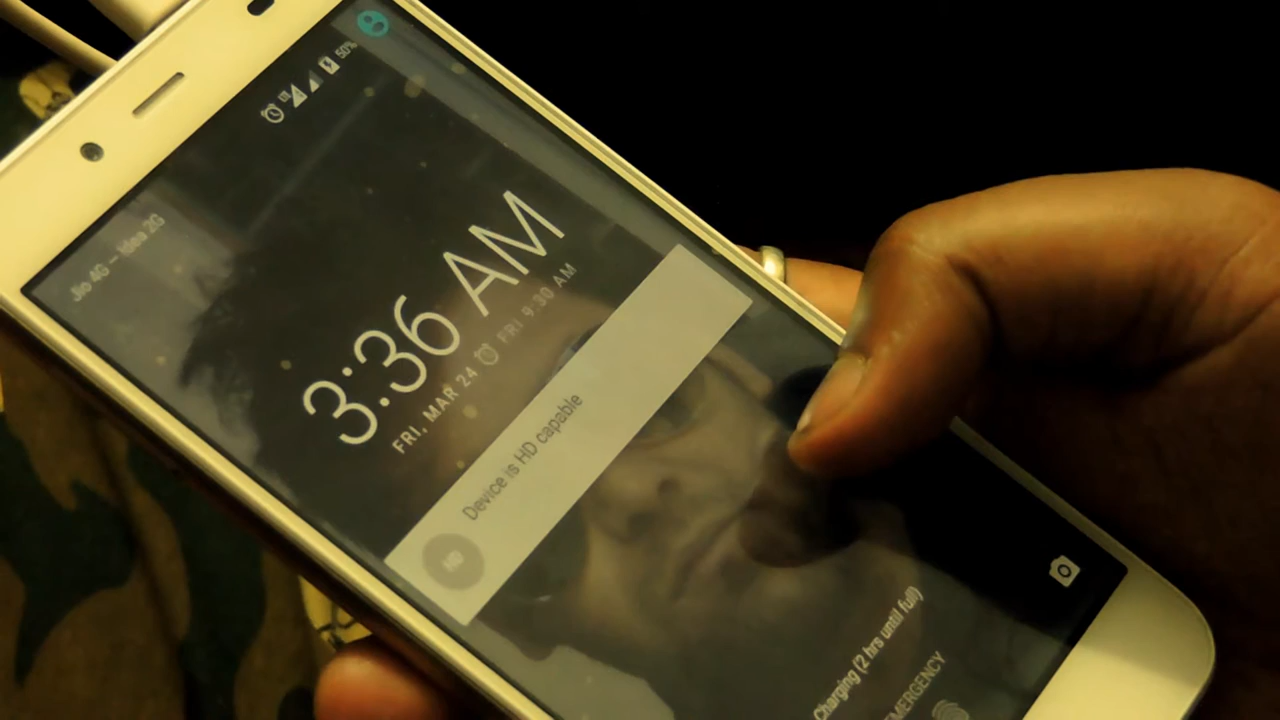 50%
LTE
Jio 4G — Idea 2G
3:36 AM
FRI, MAR 24 FRI 9:30 AM
HD
Device is HD capable
Charging (2 hrs until full)
EMERGENCY